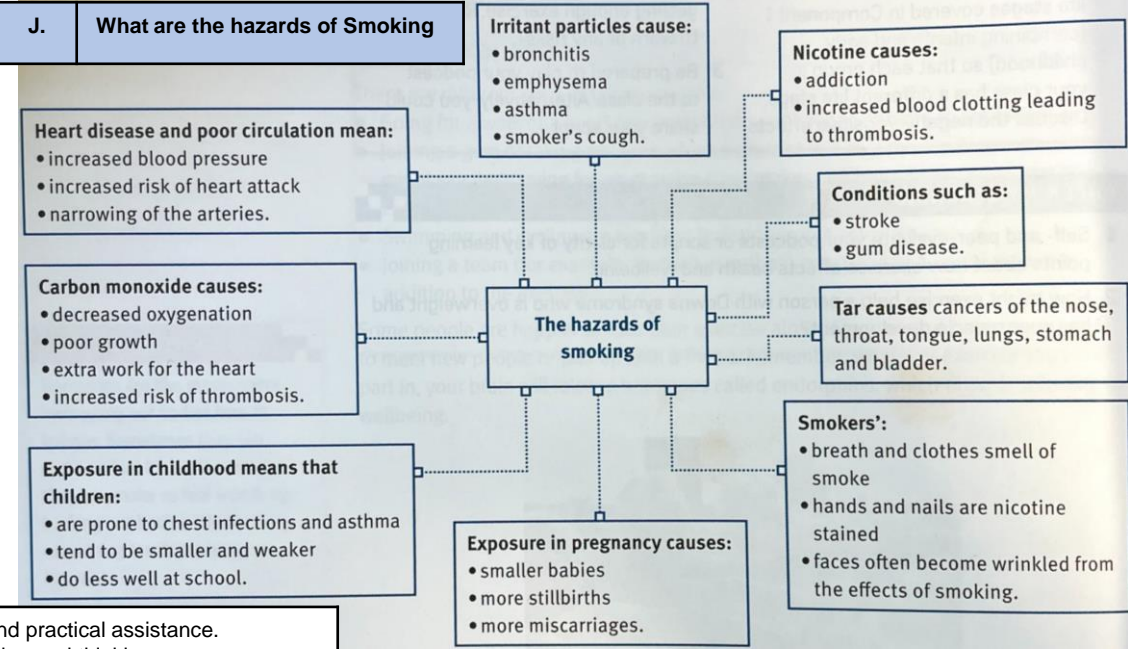 J. What are the hazards of Smoking
Irritant particles cause:
• bronchitis
• emphysema
• asthma
• smoker's cough.
Nicotine causes:
• addiction
• increased blood clotting leading
to thrombosis.
Heart disease and poor circulation mean:
• increased blood pressure
• increased risk of heart attack
• narrowing of the arteries.
Conditions such as:
• stroke
• gum disease.
Carbon monoxide causes:
• decreased oxygenation
• poor growth
• extra work for the heart
• increased risk of thrombosis.
The hazards of
smoking
Tar causes cancers of the nose,
throat, tongue, lungs, stomach
and bladder.
Exposure in childhood means that
children:
• are prone to chest infections and asthma
• tend to be smaller and weaker
• do less well at school.
Exposure in pregnancy causes:
• smaller babies
• more stillbirths
• more miscarriages.
Smokers':
• breath and clothes smell of
smoke
• hands and nails are nicotine
stained
• faces often become wrinkled from
the effects of smoking.
nd practical assistance.